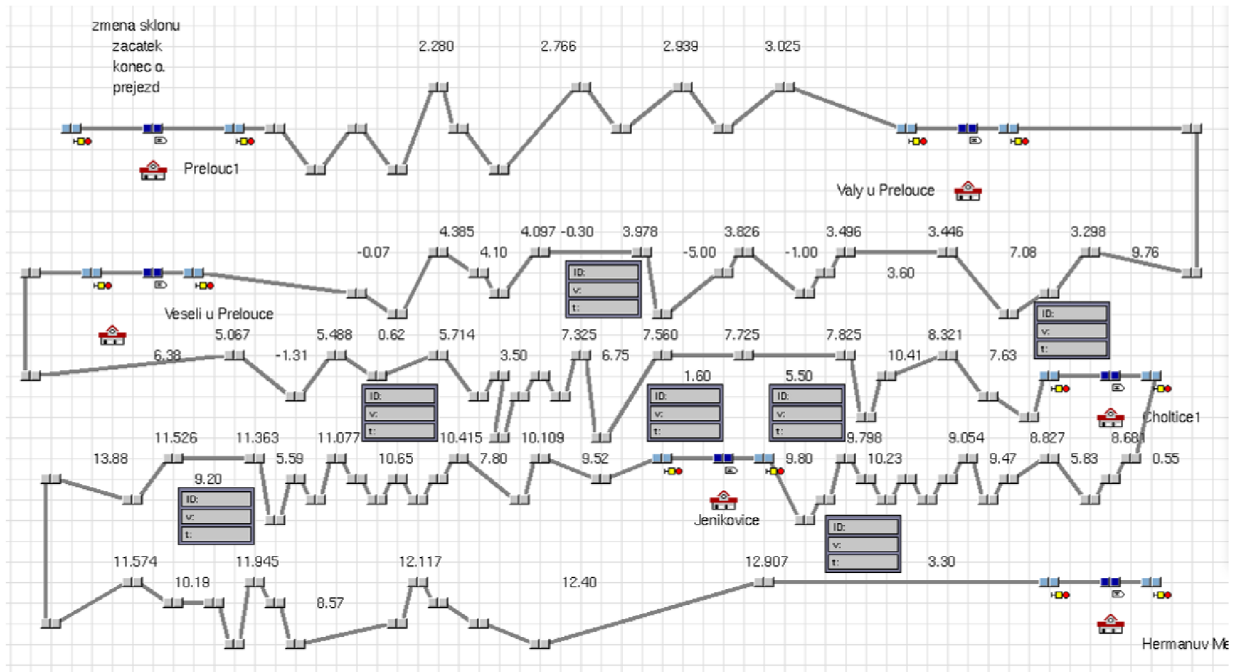 zmena sklonu
zacatek
konec o.
prejezd
2.280 2.766 2.939 3.025
Prelouc1
Valy u Prelouce
-0.07 4.385 4.10 4.097 -0.30 3.978 -5.00 3.826 -1.00 3.496 3.60 3.446 7.08 3.298 9.76
ID:
v:
t:
Veseli u Prelouce
ID:
v:
t:
6.38 5.067 -1.31 5.488 0.62 5.714 3.50 7.325 6.75 7.560 7.725 7.825 10.41 8.321 7.63
1.60 5.50
ID:
v:
t:
ID:
v:
t:
ID:
v:
t:
Choltice1
13.88 11.526 11.363 5.59 11.077 10.65 10.415 7.80 10.109 9.52 9.80 9.798 10.23 9.054 9.47 8.827 5.83 8.681 0.55
9.20
ID:
v:
t:
Jenikovice
ID:
v:
t:
11.574 10.19 11.945 8.57 12.117 12.40 12.907 3.30
Hermanuv Me